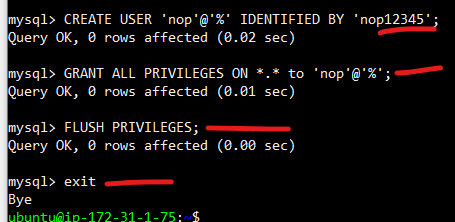 mysql> CREATE USER 'nop'@'%' IDENTIFIED BY 'nop12345';
Query OK, 0 rows affected (0.02 sec)
mysql> GRANT ALL PRIVILEGES ON *.* to 'nop'@'%';
Query OK, 0 rows affected (0.01 sec)
mysql> FLUSH PRIVILEGES;
Query OK, 0 rows affected (0.00 sec)
mysql> exit
Bye
ubuntu@ip-172-31-1-75:~$